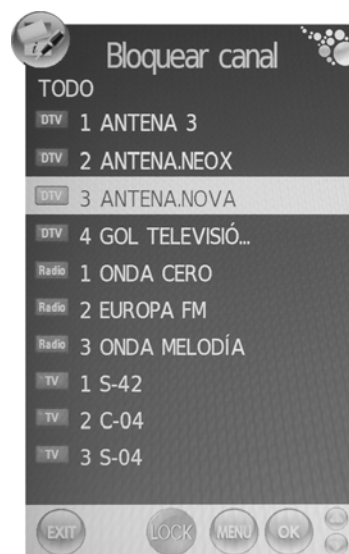 Bloquear canal
TODO
DTV 1 ANTENA 3
DTV 2 ANTENA.NEOX
DTV 3 ANTENA.NOVA
DTV 4 GOL TELEVISIÓ...
Radio 1 ONDA CERO
Radio 2 EUROPA FM
Radio 3 ONDA MELODÍA
TV 1 S-42
TV 2 C-04
TV 3 S-04
EXIT LOCK MENU OK